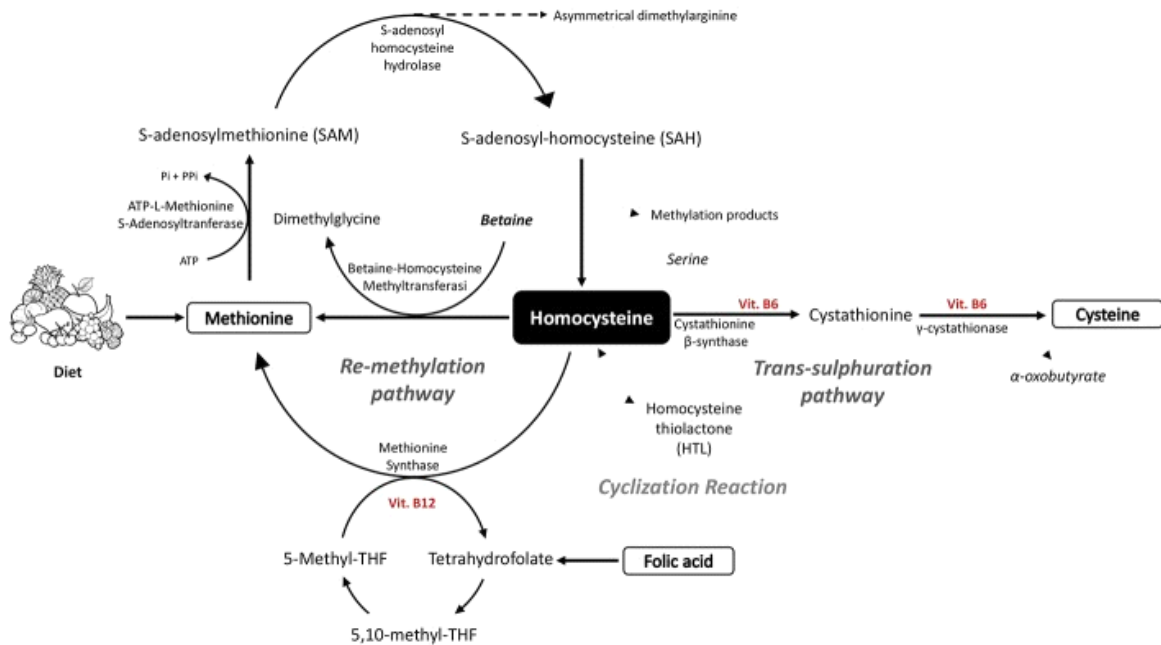 Asymmetrical dimethylarginine
S-adenosyl
homocysteine
hydrolase
S-adenosylmethionine (SAM)
S-adenosyl-homocysteine (SAH)
Pi + PPi
ATP-L-Methionine
S-Adenosyltranferase
ATP
Dimethylglycine
Betaine
Methylation products
Serine
Betaine-Homocysteine
Methyltransferasi
Diet
Methionine
Homocysteine
Vit. B6
Cystathionine
β-synthase
Cystathionine
Vit. B6
γ-cystathionase
Cysteine
Re-methylation
pathway
Trans-sulphuration
pathway
α-oxobutyrate
Homocysteine
thiolactone
(HTL)
Cyclization Reaction
Methionine
Synthase
Vit. B12
5-Methyl-THF
Tetrahydrofolate
Folic acid
5,10-methyl-THF